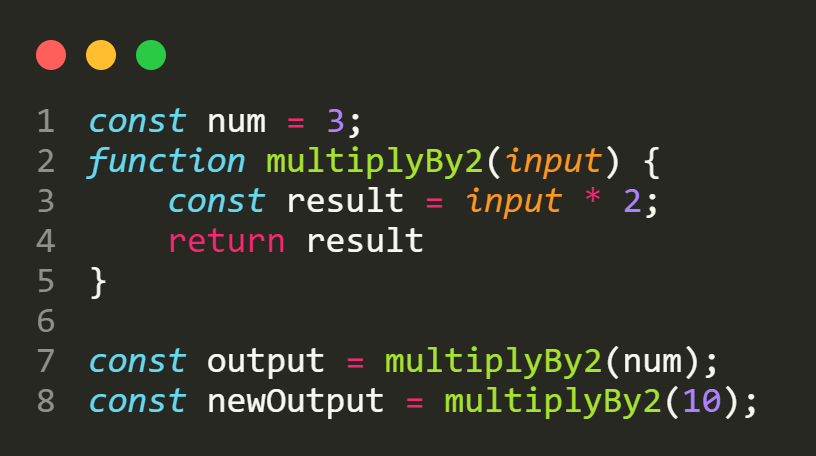 1 const num = 3;
2 function multiplyBy2(input) {
3     const result = input * 2;
4     return result
5 }
6
7 const output = multiplyBy2(num);
8 const newOutput = multiplyBy2(10);